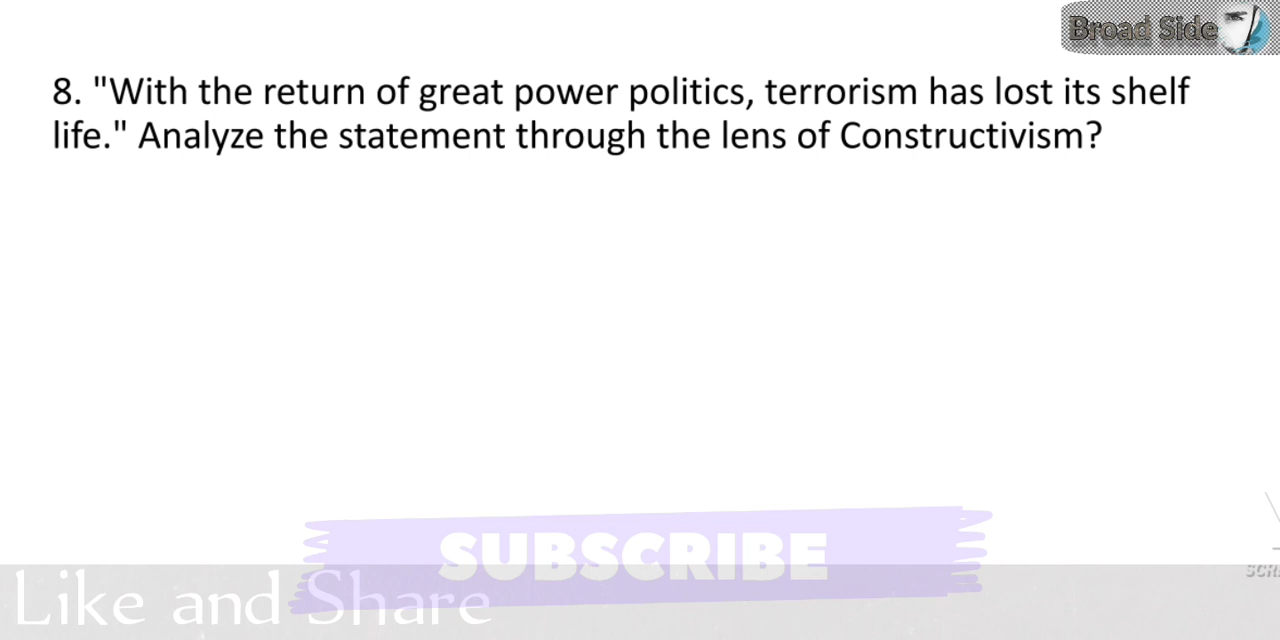 Broad Side
8. "With the return of great power politics, terrorism has lost its shelf
life." Analyze the statement through the lens of Constructivism?
SUBSCRIBE
Like and Share